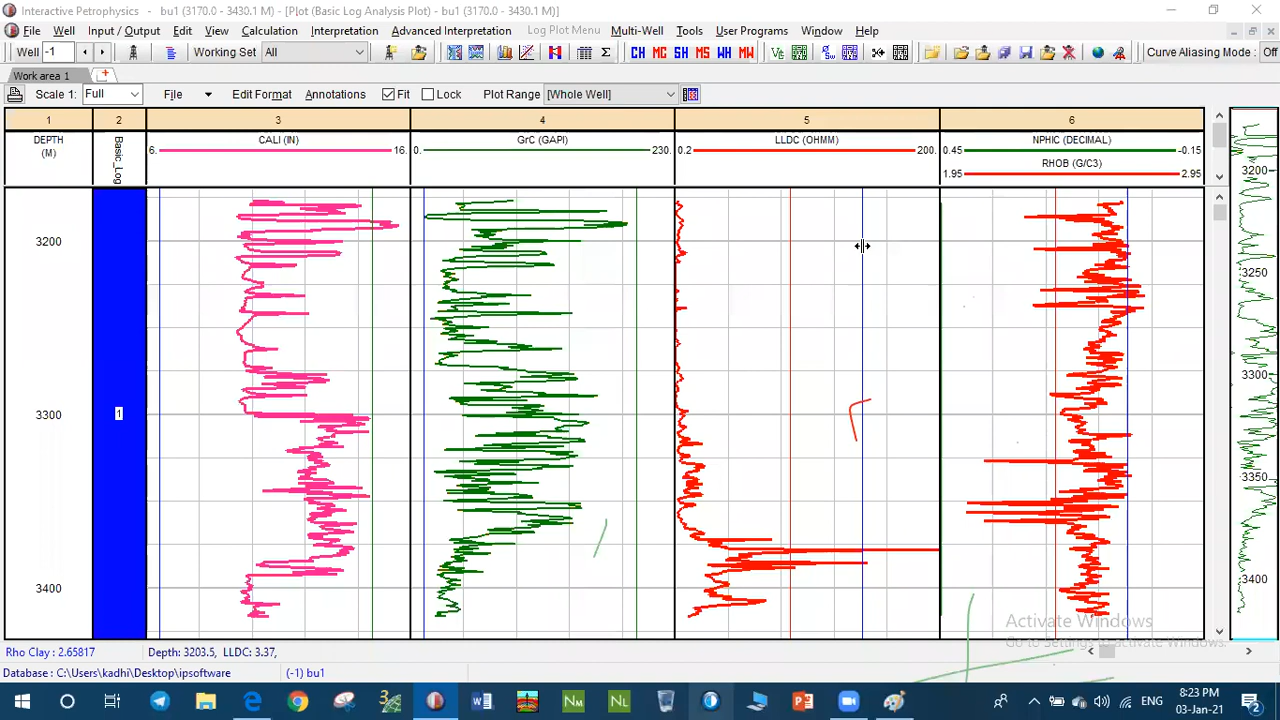 Interactive Petrophysics - bu1 (3170.0 - 3430.1 M) - [Plot (Basic Log Analysis Plot) - bu1 (3170.0 - 3430.1 M)]
File Well Input / Output Edit View Calculation Interpretation Advanced Interpretation Log Plot Menu Multi-Well Tools User Programs Window Help
Well -1 Working Set All CH MC SH MS WH MW Curve Aliasing Mode : Off
Work area 1
Scale 1: Full File Edit Format Annotations Fit Lock Plot Range [Whole Well]
1 2 3 4 5 6
DEPTH (M)
Basic_Log
CALI (IN)
6. 16.
GrC (GAPI)
0. 230.
LLDC (OHMM)
0.2 200.
NPHIC (DECIMAL)
0.45 -0.15
RHOB (G/C3)
1.95 2.95
3200
3300
3400
1
3200
3250
3300
3350
3400
Activate Windows
Go to Settings to activate Windows.
Rho Clay : 2.65817 Depth: 3203.5, LLDC: 3.37,
Database : C:\Users\kadhi\Desktop\ipsoftware (-1) bu1
ENG
8:23 PM
03-Jan-21
2